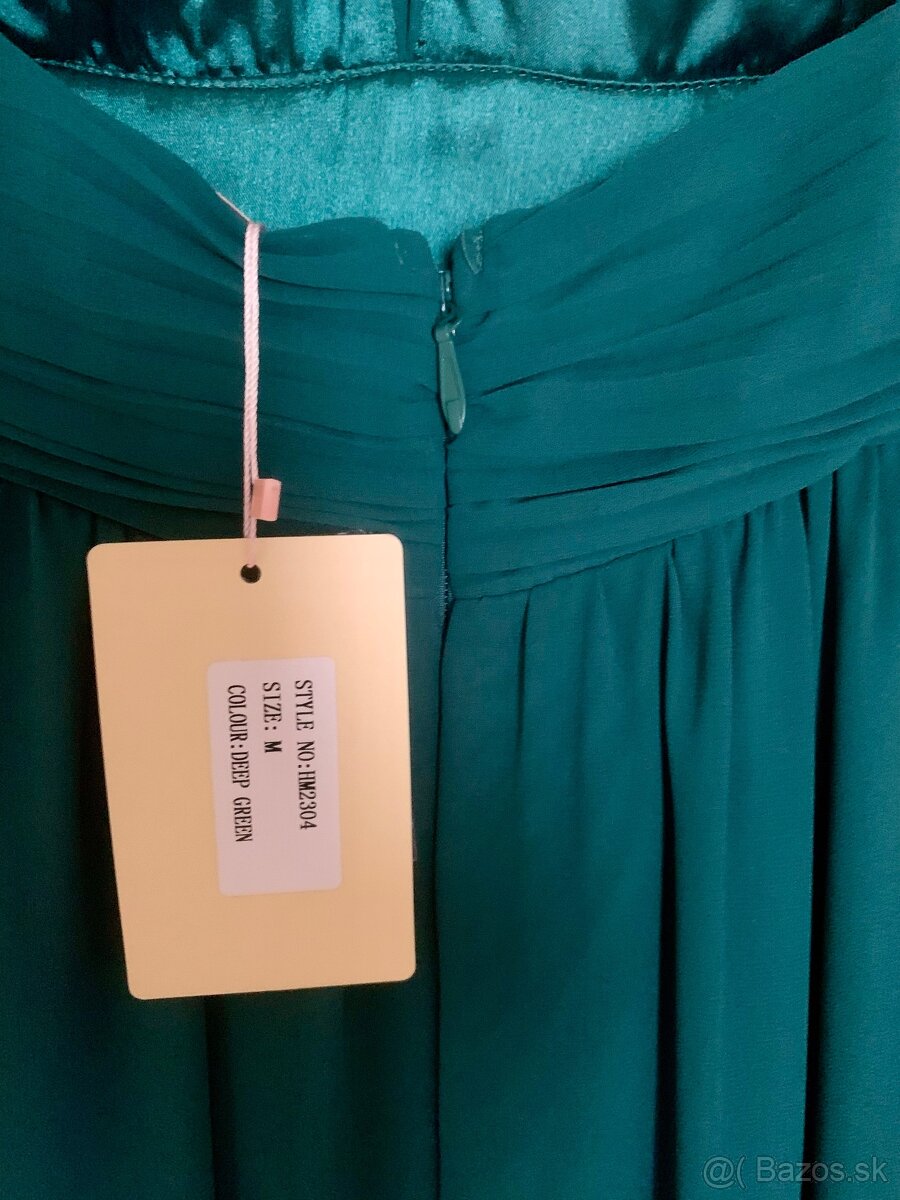 STYLE NO:HM2304
SIZE: M
COLOUR:DEEP GREEN
@( Bazos.sk